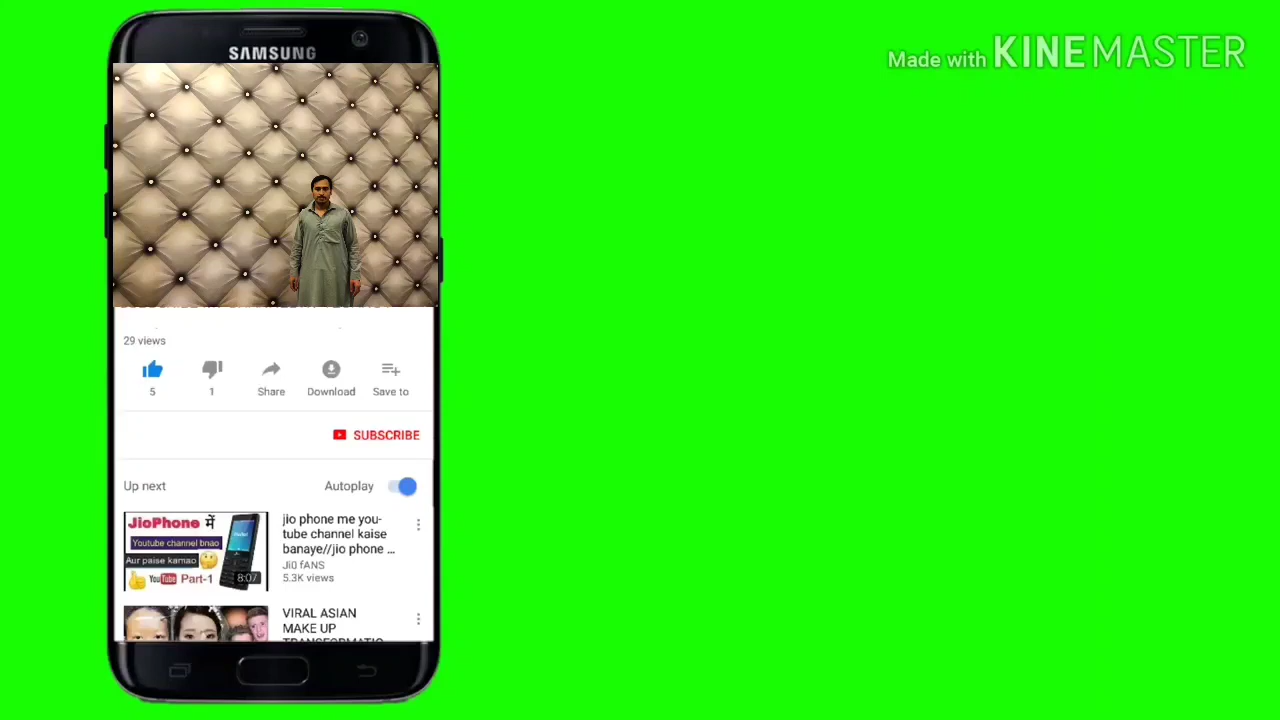 SAMSUNG
Made with KINEMASTER
29 views
5
1
Share
Download
Save to
SUBSCRIBE
Up next
Autoplay
JioPhone में
Youtube channel bnao
Aur paise kamao
YouTube Part-1
8:07
jio phone me you-
tube channel kaise
banaye//jio phone ...
Ji0 fANS
5.3K views
VIRAL ASIAN
MAKE UP
TRANSFORMATIO